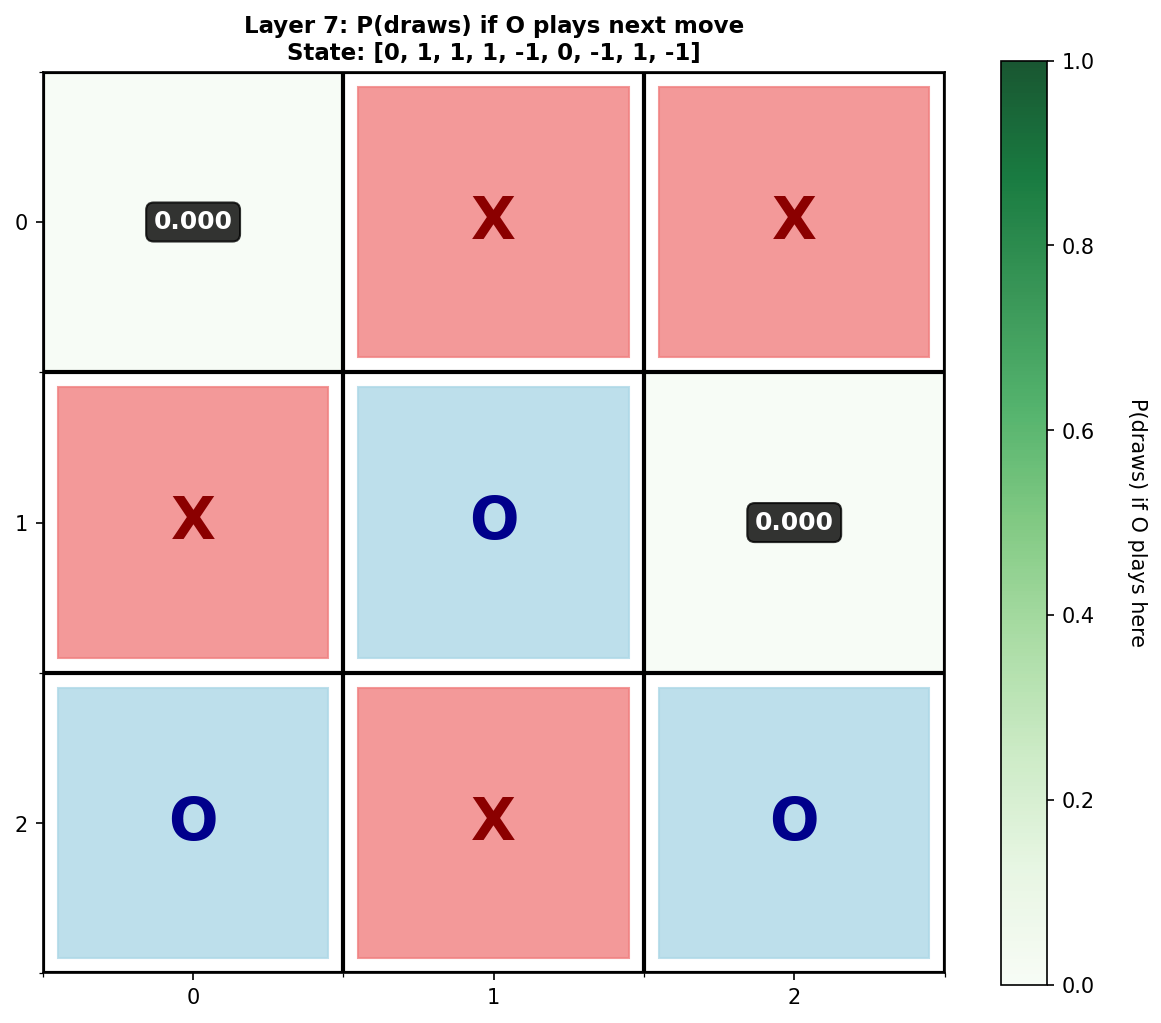 Layer 7: P(draws) if O plays next move
State: [0, 1, 1, 1, -1, 0, -1, 1, -1]
0
0.000
X
X
1
X
O
0.000
2
O
X
O
0
1
2
1.0
0.8
0.6
0.4
0.2
0.0
P(draws) if O plays here